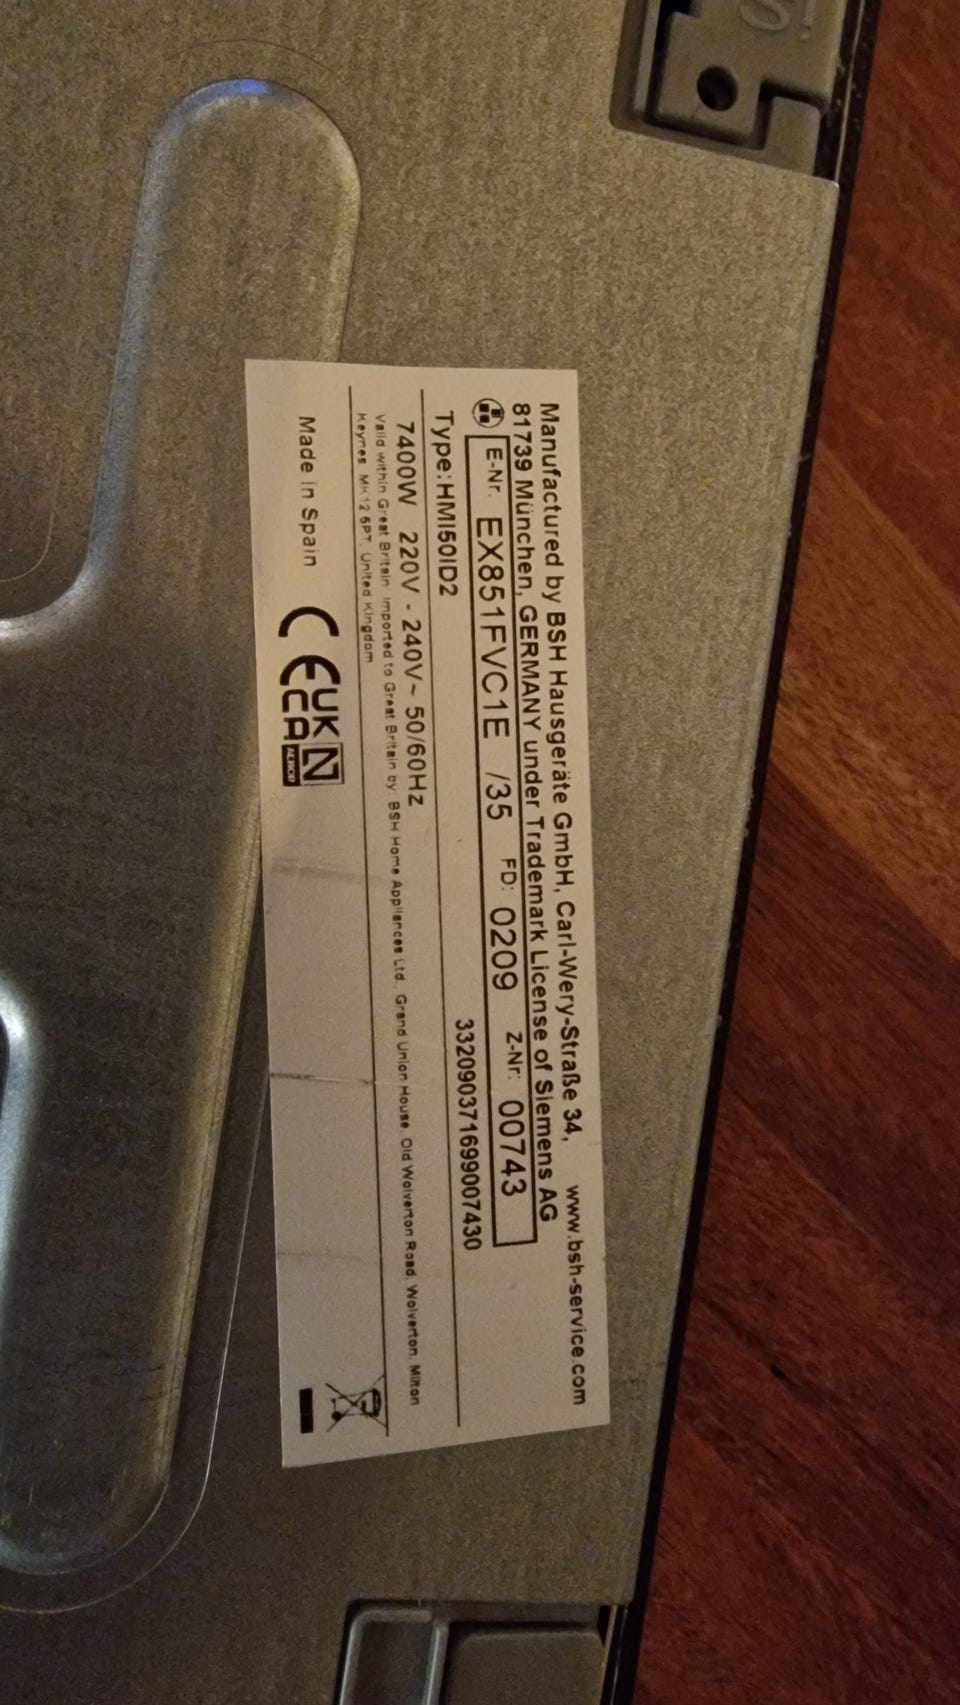 Manufactured by BSH Hausgeräte GmbH, Carl-Wery-Straße 34, www.bsh-service.com
81739 München, GERMANY under Trademark License of Siemens AG
E-Nr. EX851FVC1E /35 FD: 0209 Z-Nr: 00743
Type:HMI50ID2 332090371699007430
7400W 220V - 240V~ 50/60Hz
Valid within Great Britain: Imported to Great Britain by BSH Home Appliances Ltd. Grand Union House, Old Wolverton Road, Wolverton, Milton
Keynes, MK12 5PT, United Kingdom
Made in Spain CE UK CA N AENOR